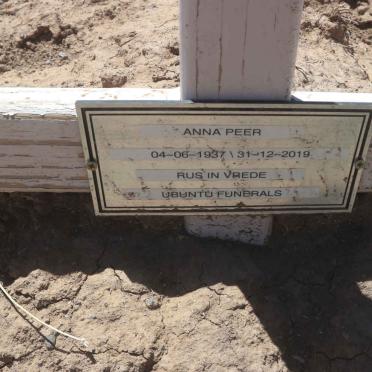 ANNA PEER
04-06-1937 \ 31-12-2019
RUS IN VREDE
UBUNTU FUNERALS